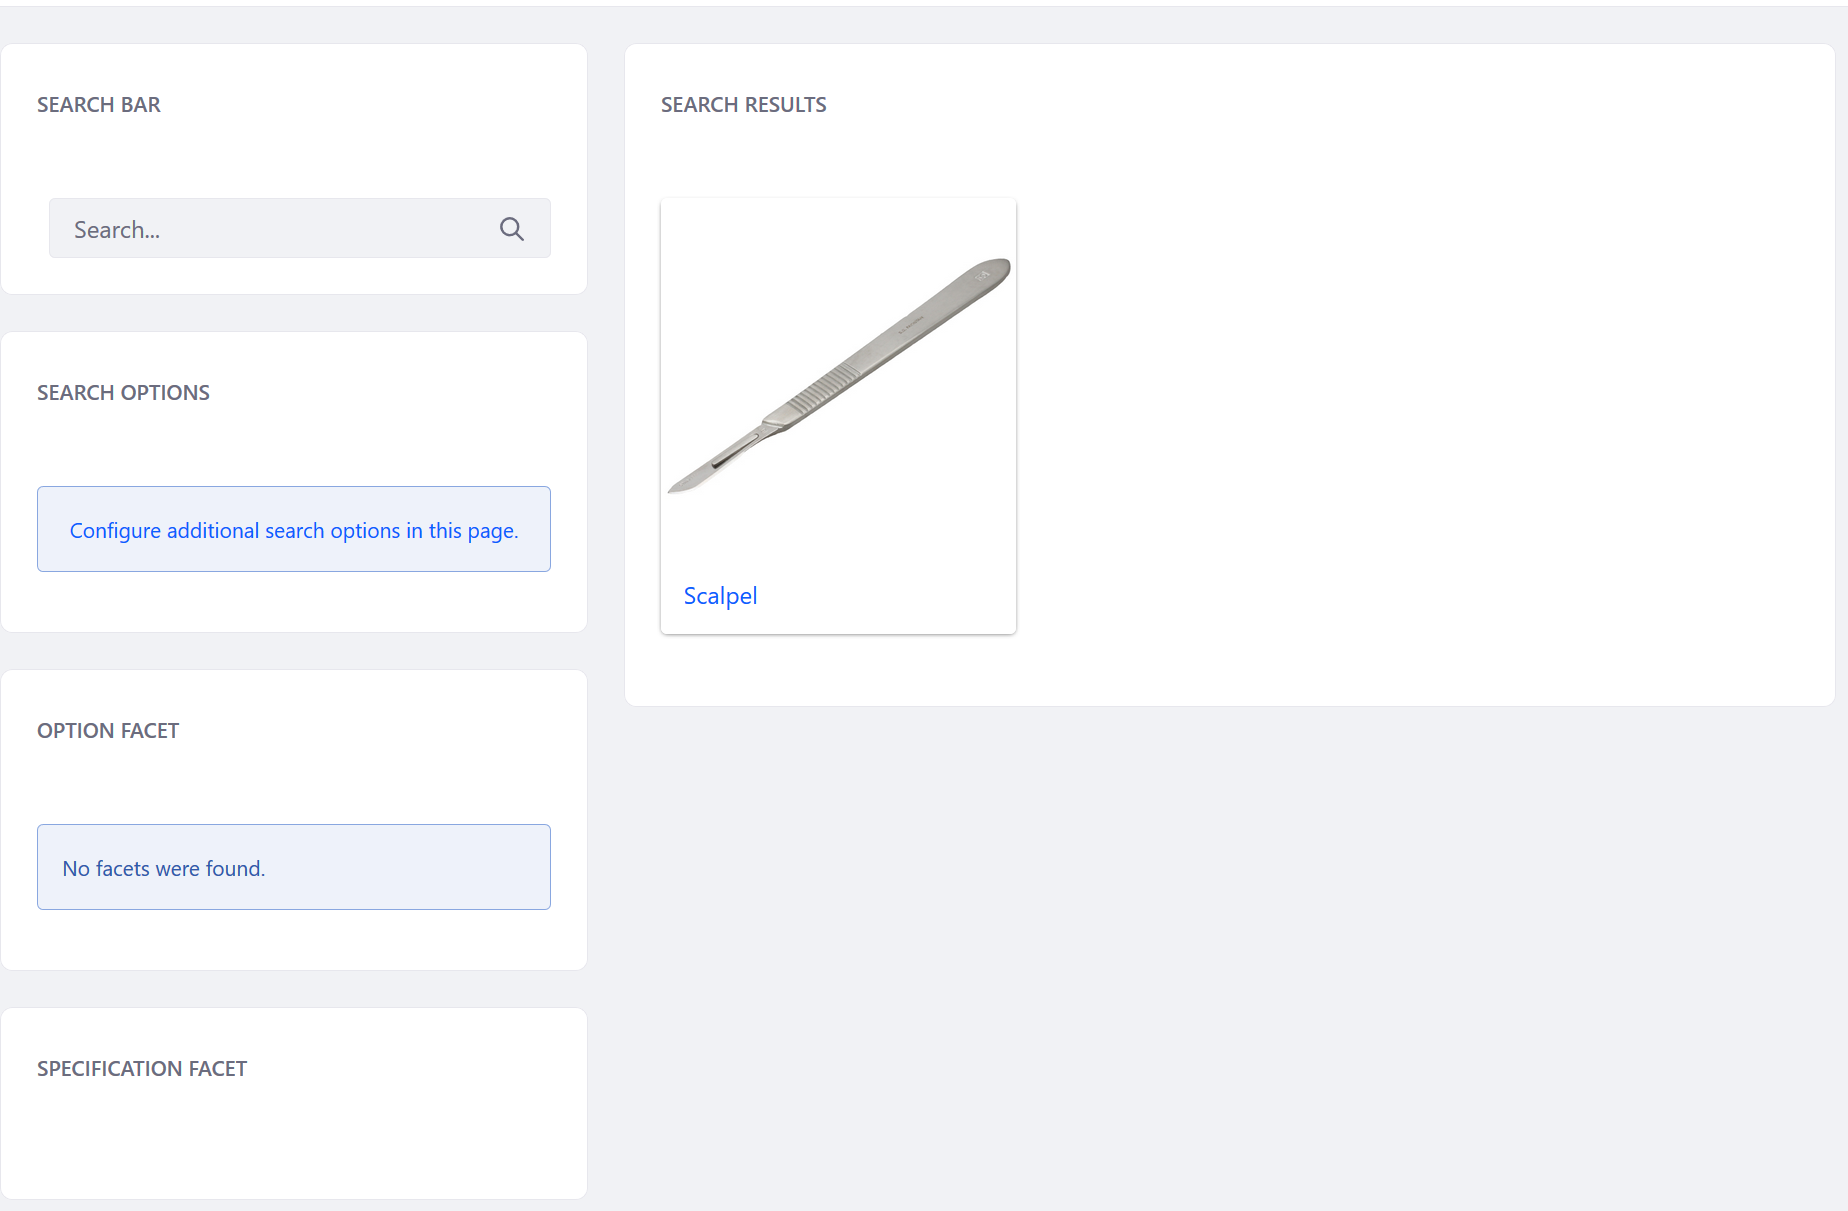 SEARCH BAR
Search...
SEARCH OPTIONS
Configure additional search options in this page.
OPTION FACET
No facets were found.
SPECIFICATION FACET
SEARCH RESULTS
Scalpel